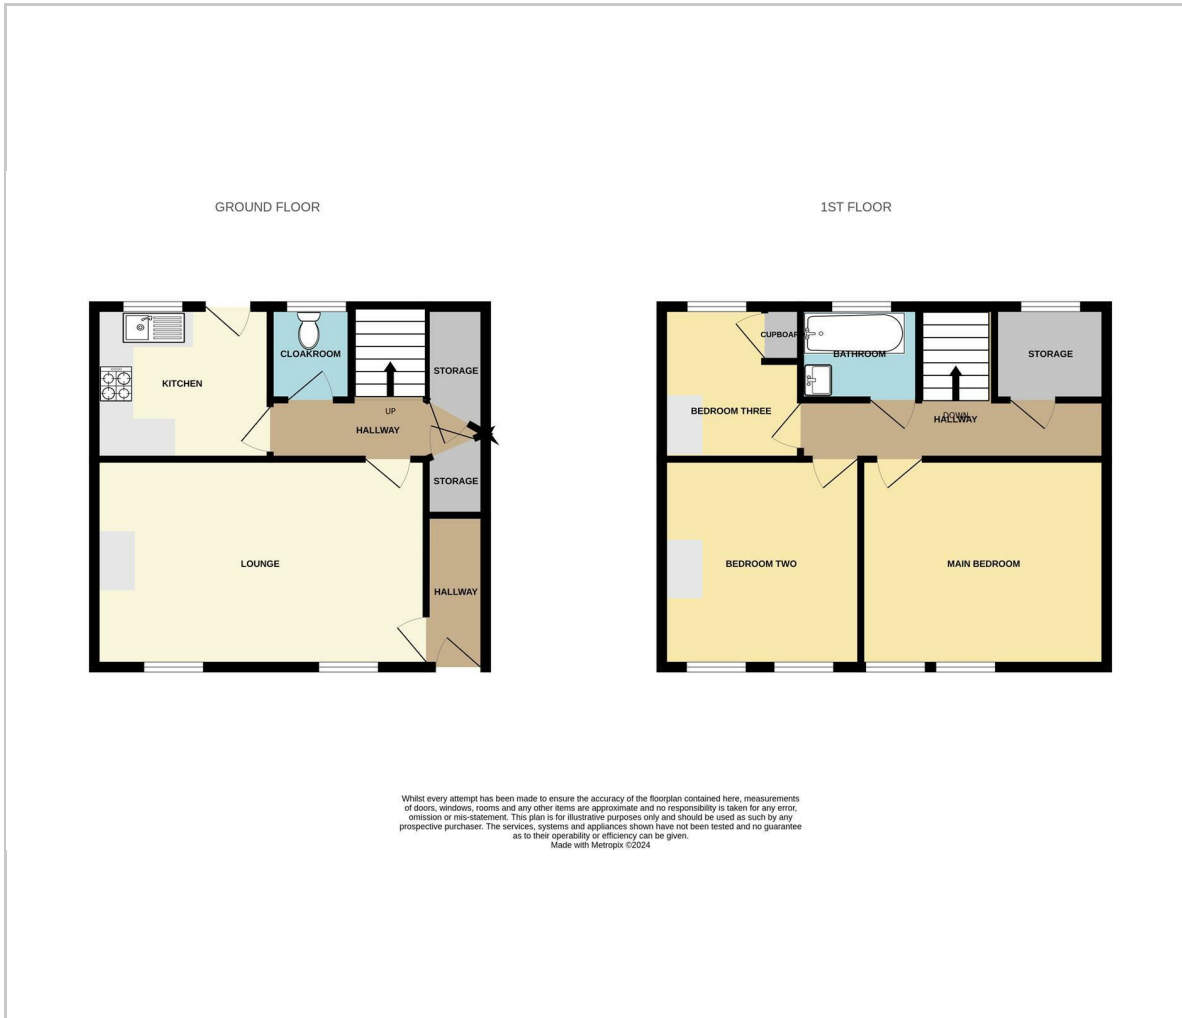 GROUND FLOOR
KITCHEN
CLOAKROOM
UP
HALLWAY
STORAGE
STORAGE
LOUNGE
HALLWAY
1ST FLOOR
CUPBOARD
BATHROOM
STORAGE
BEDROOM THREE
DOWN
HALLWAY
BEDROOM TWO
MAIN BEDROOM
Whilst every attempt has been made to ensure the accuracy of the floorplan contained here, measurements
of doors, windows, rooms and any other items are approximate and no responsibility is taken for any error,
omission or mis-statement. This plan is for illustrative purposes only and should be used as such by any
prospective purchaser. The services, systems and appliances shown have not been tested and no guarantee
as to their operability or efficiency can be given.
Made with Metropix ©2024